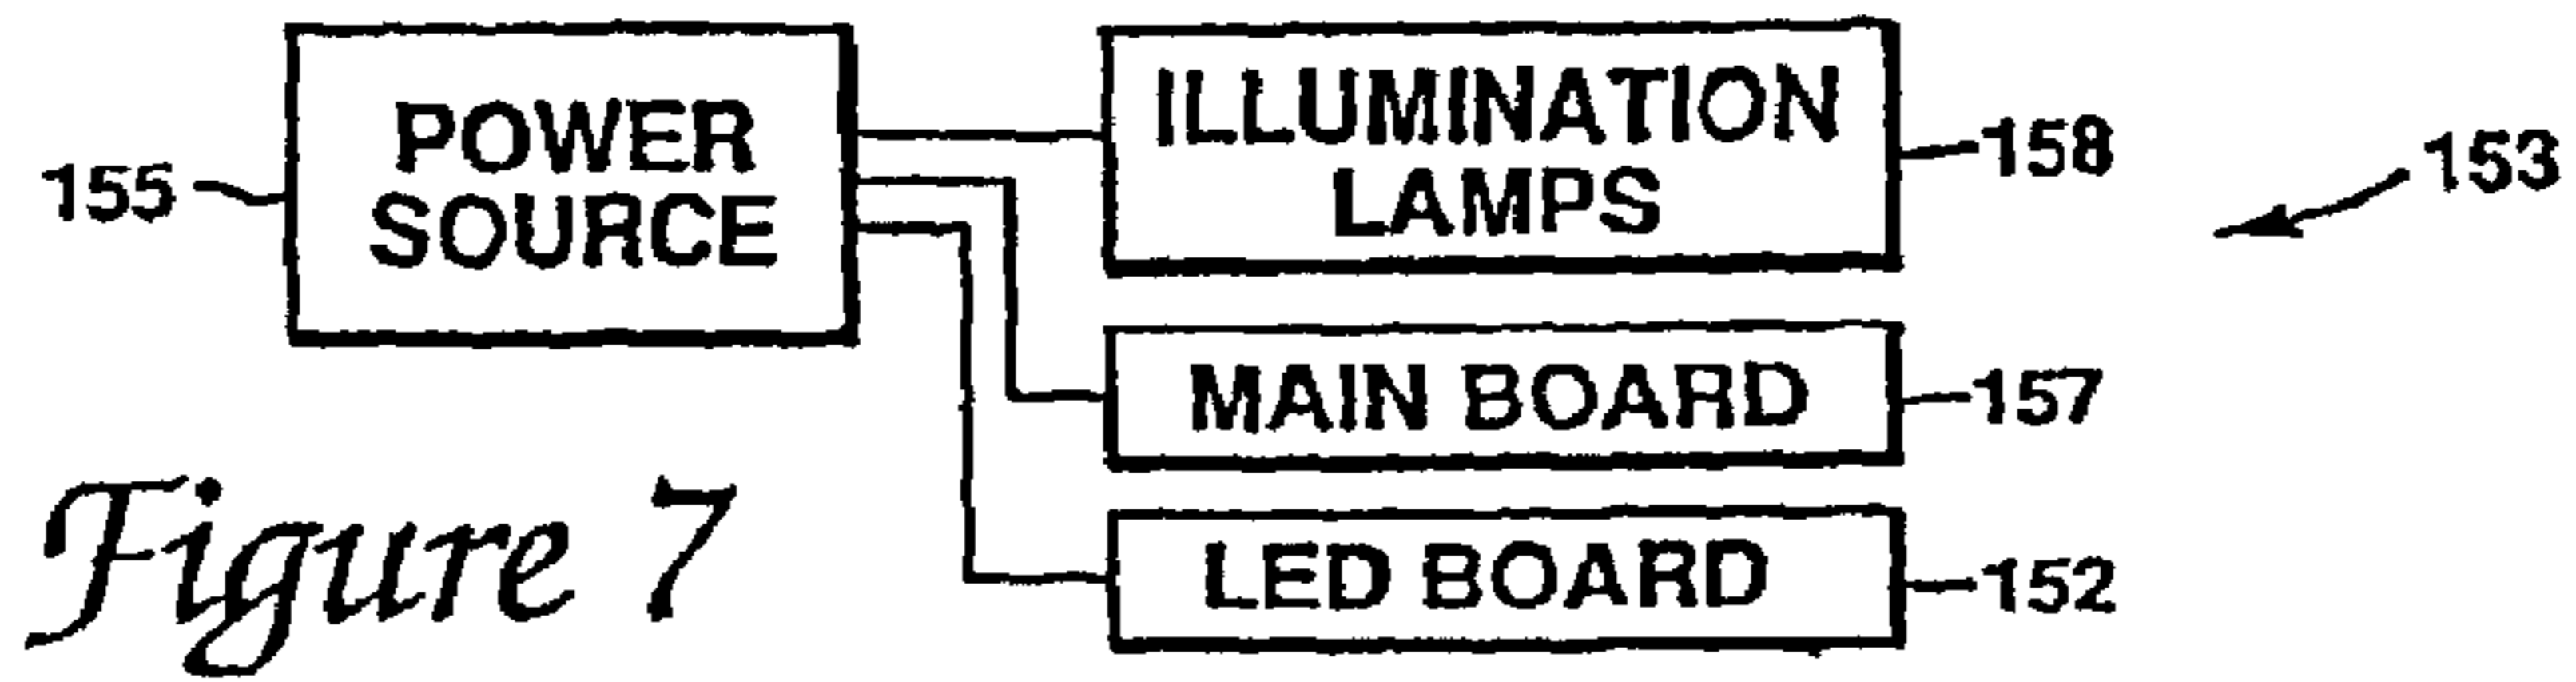 155
POWER
SOURCE
ILLUMINATION
LAMPS
158
153
MAIN BOARD
157
LED BOARD
152
Figure 7